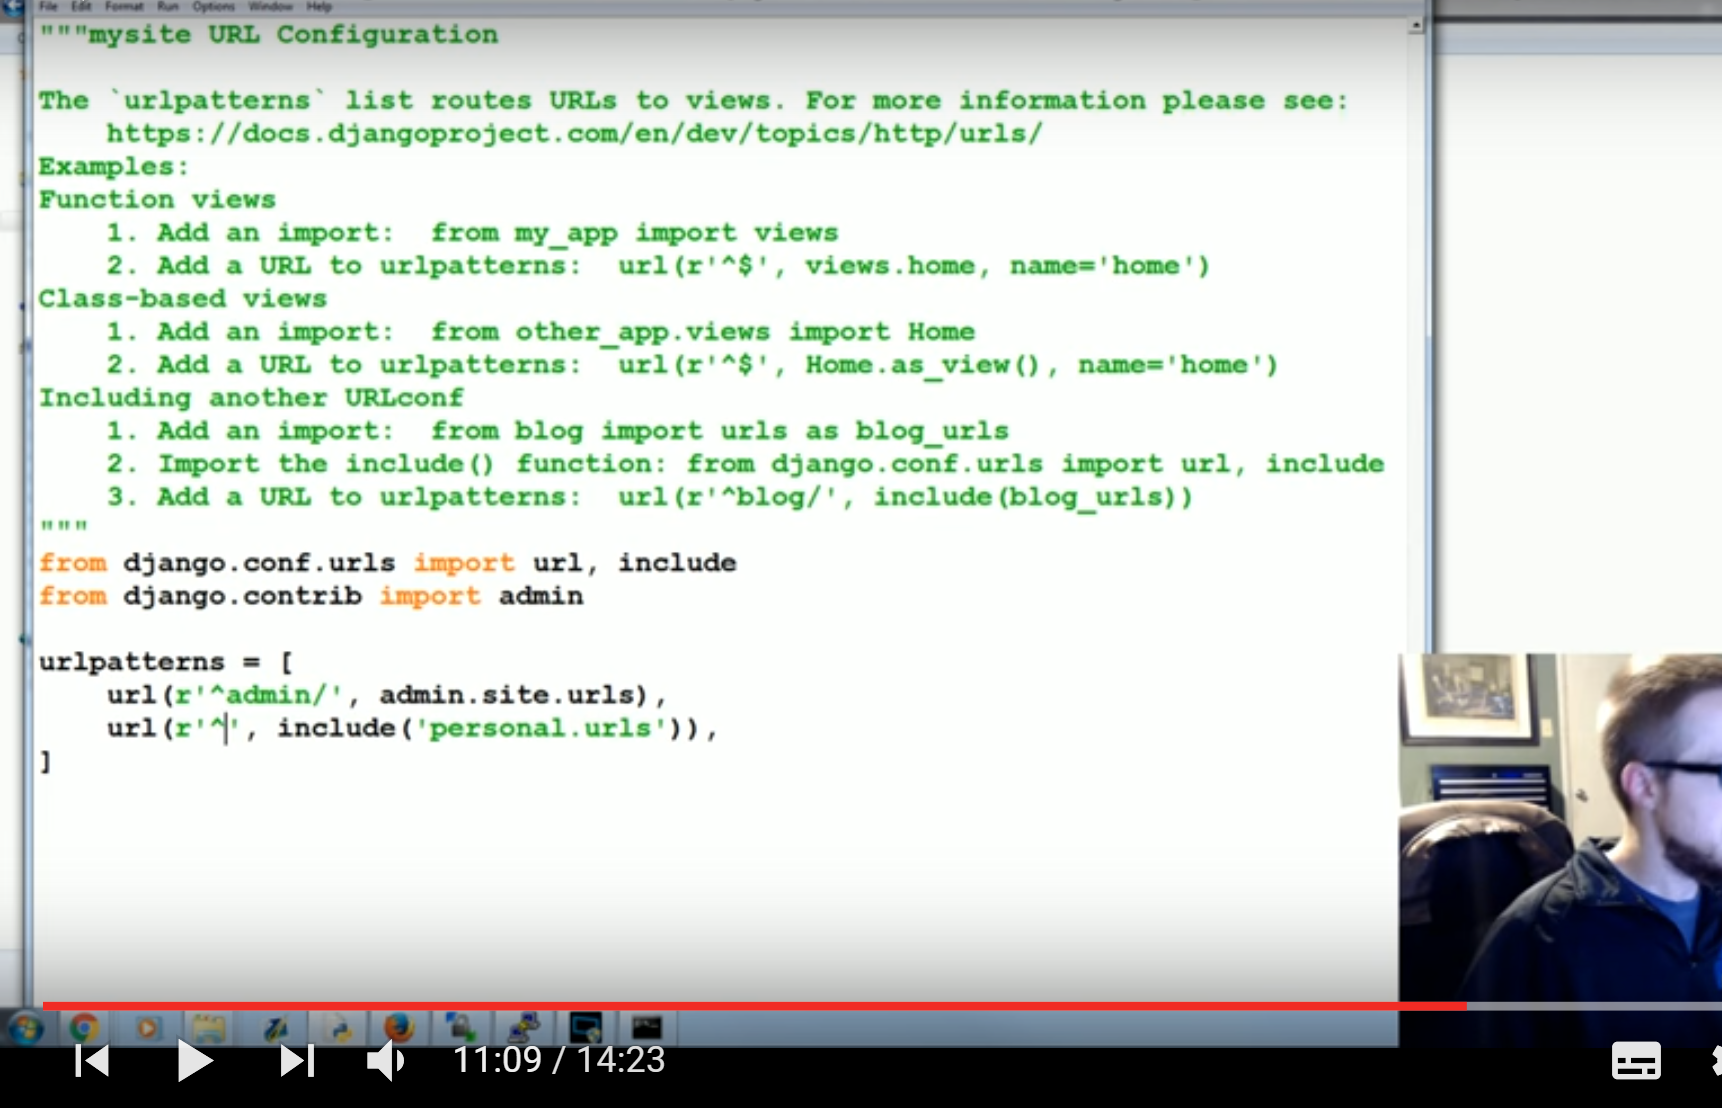 File Edit Format Run Options Window Help
"""mysite URL Configuration
The `urlpatterns` list routes URLs to views. For more information please see:
https://docs.djangoproject.com/en/dev/topics/http/urls/
Examples:
Function views
1. Add an import:  from my_app import views
2. Add a URL to urlpatterns:  url(r'^$', views.home, name='home')
Class-based views
1. Add an import:  from other_app.views import Home
2. Add a URL to urlpatterns:  url(r'^$', Home.as_view(), name='home')
Including another URLconf
1. Add an import:  from blog import urls as blog_urls
2. Import the include() function: from django.conf.urls import url, include
3. Add a URL to urlpatterns:  url(r'^blog/', include(blog_urls))
"""
from django.conf.urls import url, include
from django.contrib import admin
urlpatterns = [
url(r'^admin/', admin.site.urls),
url(r'^', include('personal.urls')),
]
11:09 / 14:23